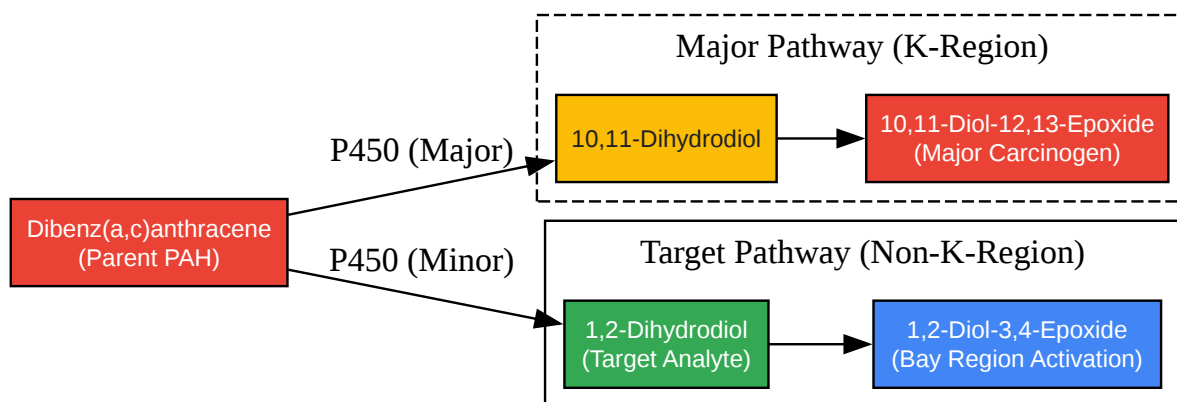 Major Pathway (K-Region)
10,11-Dihydrodiol
10,11-Diol-12,13-Epoxide
(Major Carcinogen)
P450 (Major)
Dibenz(a,c)anthracene
(Parent PAH)
P450 (Minor)
Target Pathway (Non-K-Region)
1,2-Dihydrodiol
(Target Analyte)
1,2-Diol-3,4-Epoxide
(Bay Region Activation)